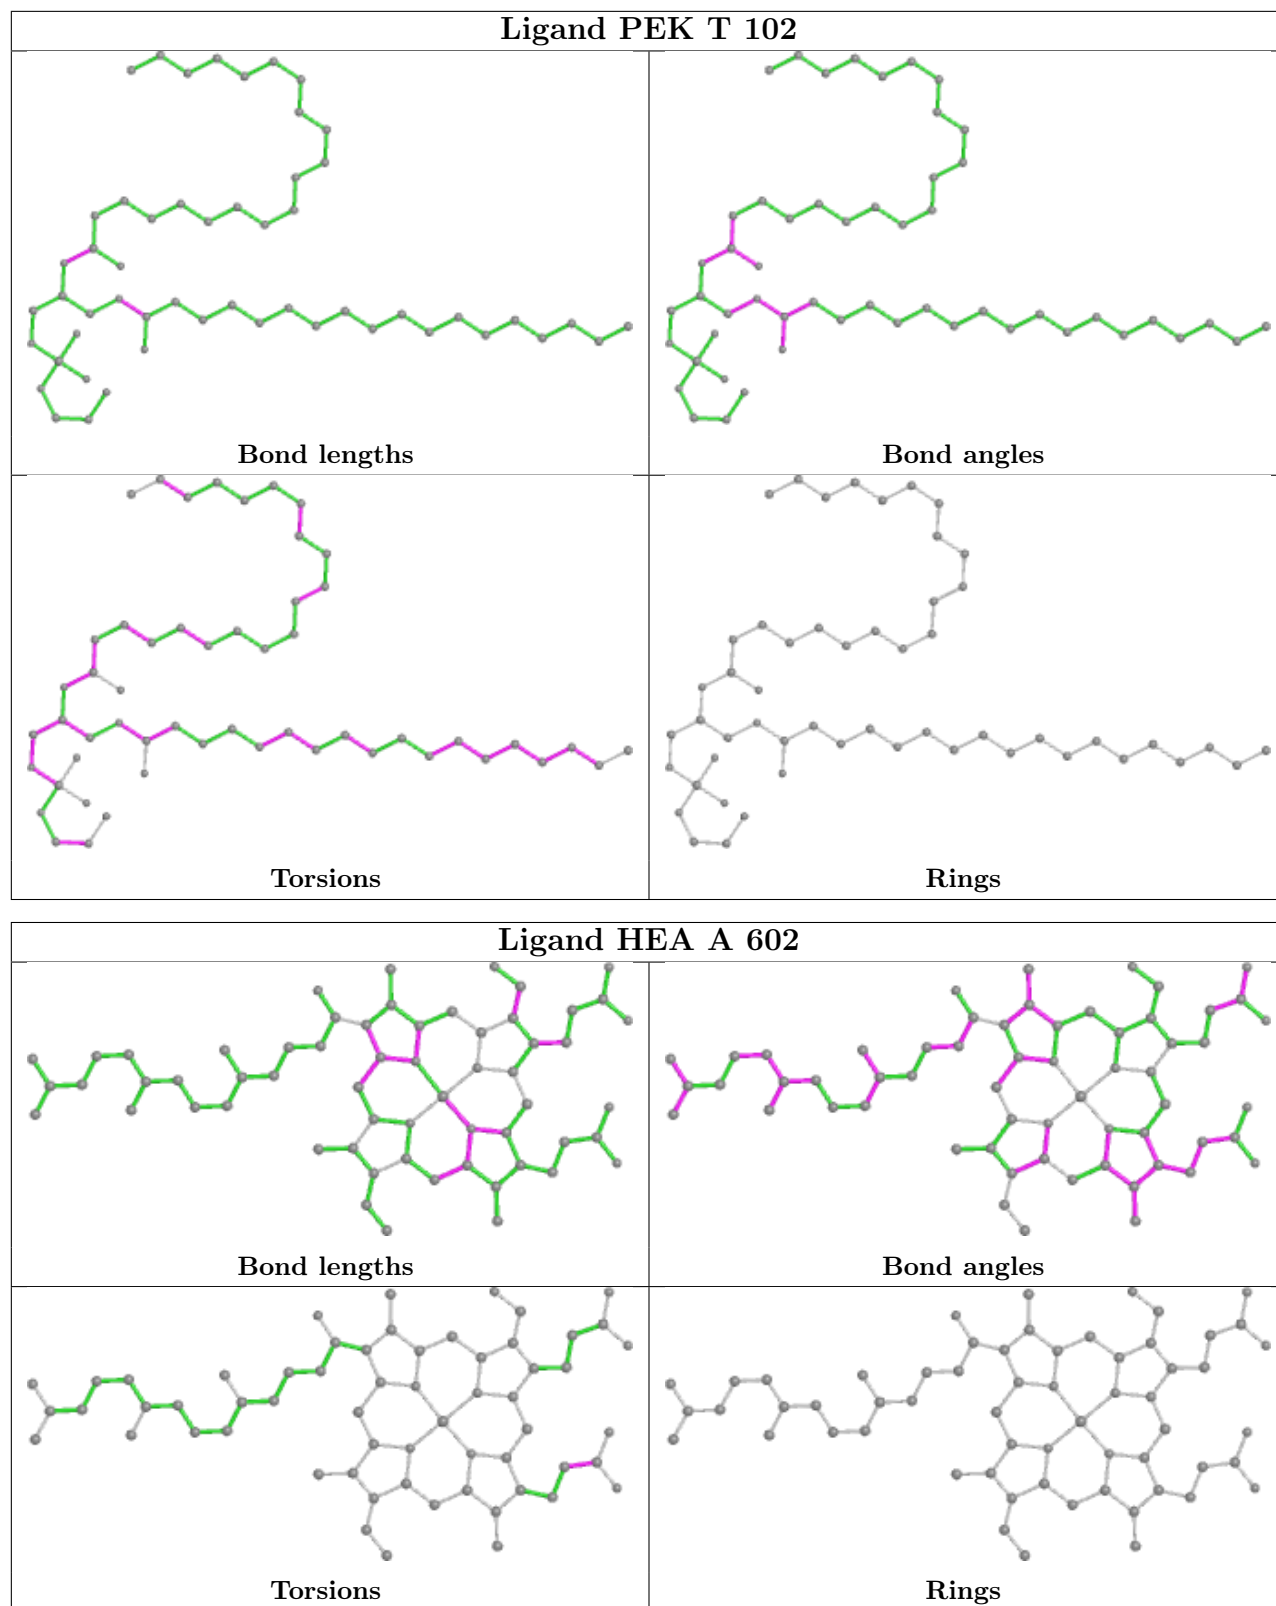 Ligand PEK T 102
Bond lengths
Bond angles
Torsions
Rings
Ligand HEA A 602
Bond lengths
Bond angles
Torsions
Rings